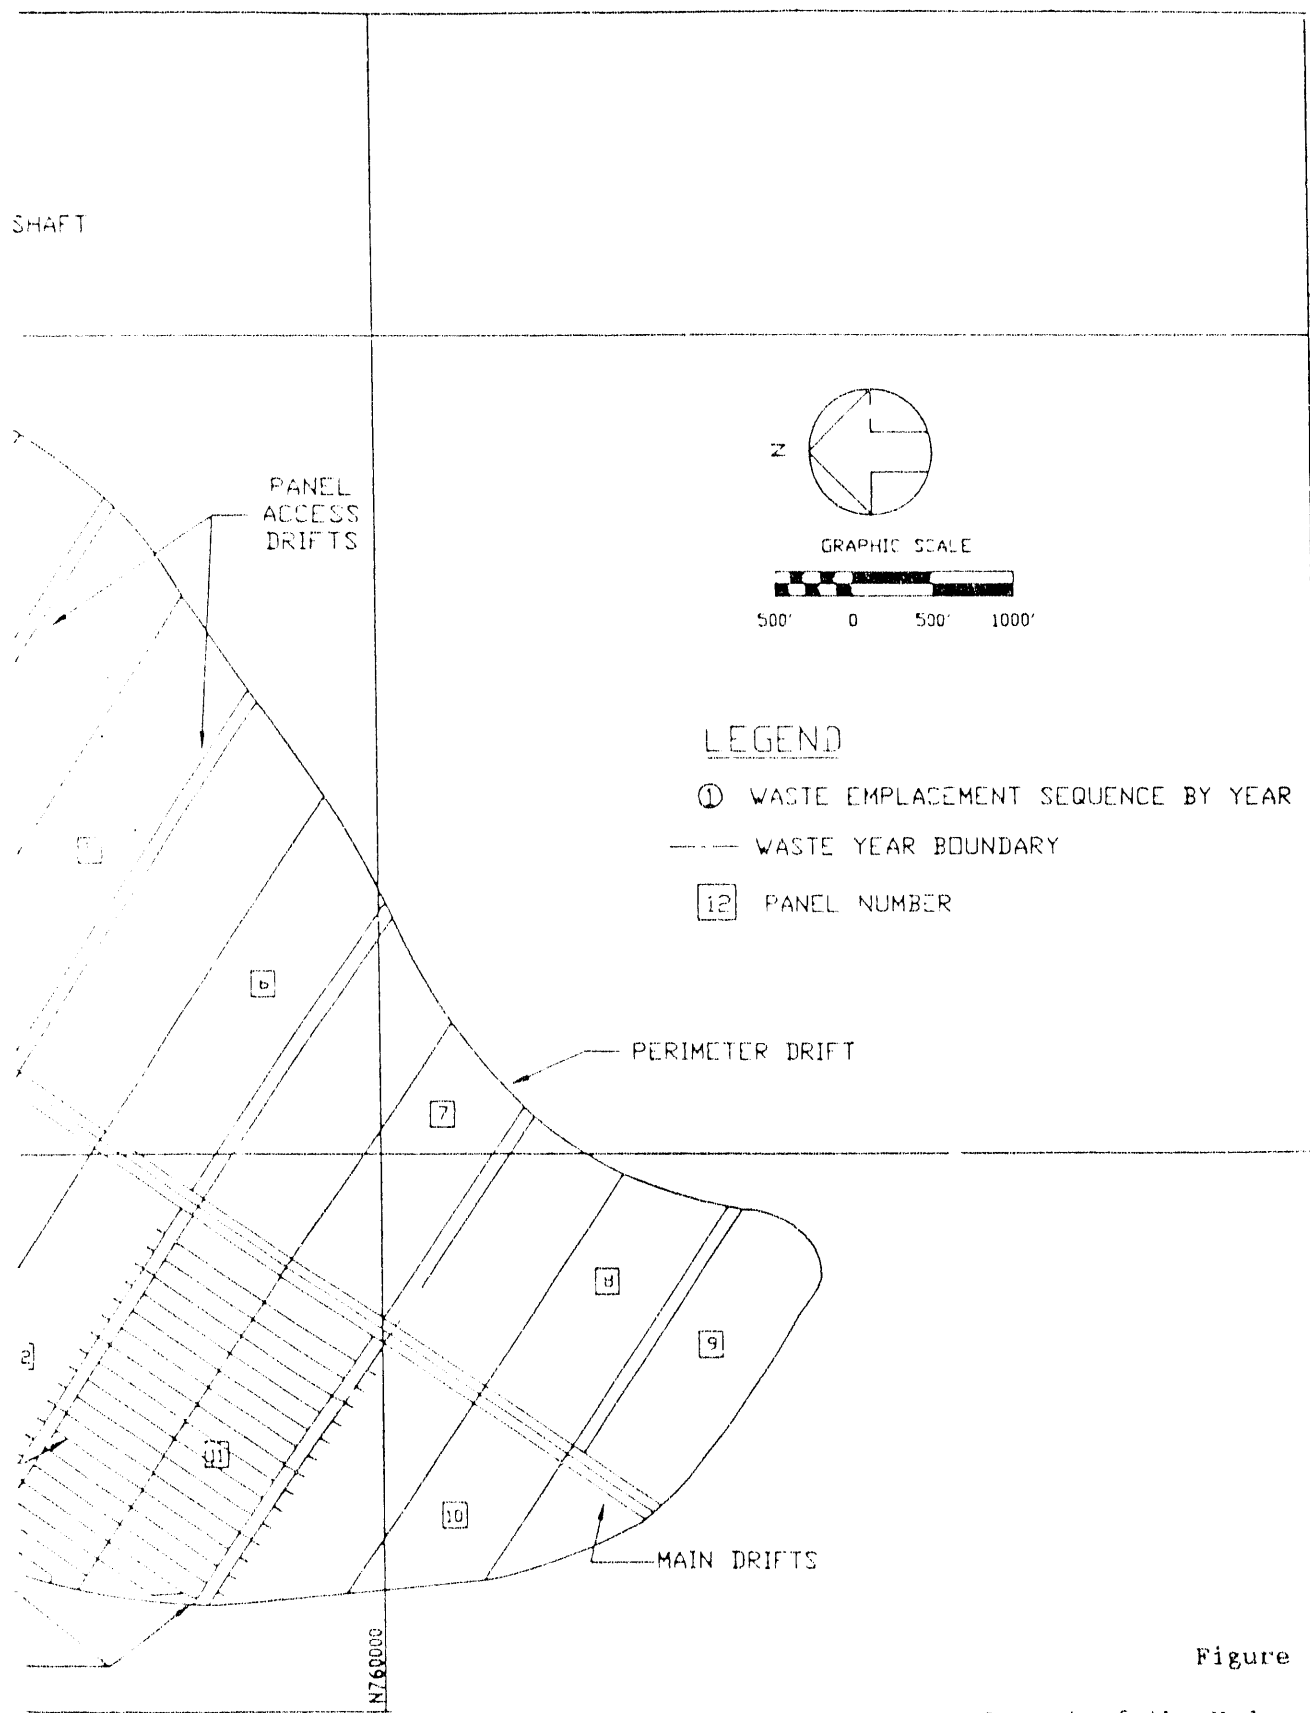 SHAFT
PANEL
ACCESS
DRIFTS
Z
GRAPHIC SCALE
500' 0 500' 1000'
LEGEND
1 WASTE EMPLACEMENT SEQUENCE BY YEAR
WASTE YEAR BOUNDARY
12 PANEL NUMBER
6
PERIMETER DRIFT
7
8
9
2
11
10
MAIN DRIFTS
N760000
Figure